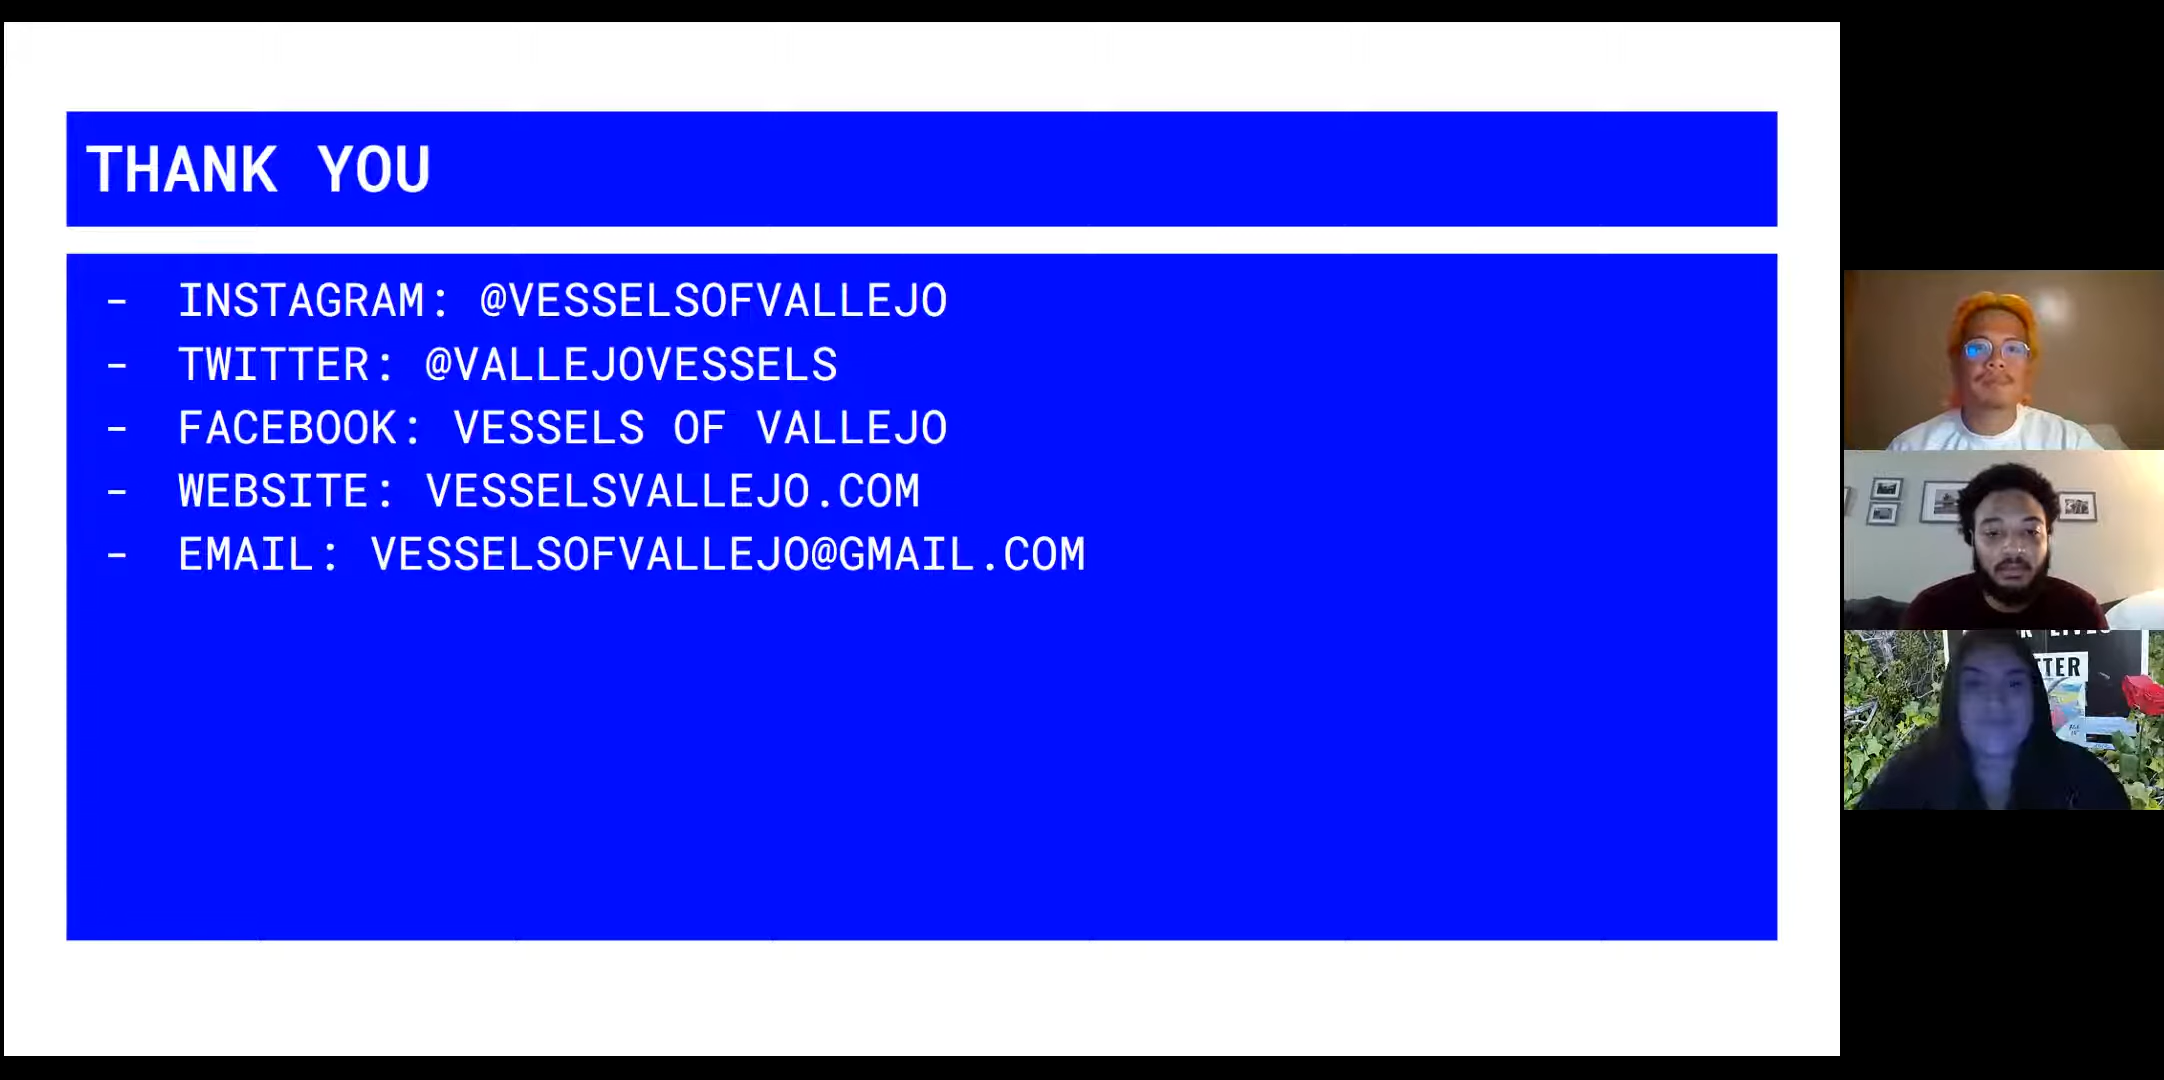 THANK YOU
- INSTAGRAM: @VESSELSOFVALLEJO
- TWITTER: @VALLEJOVESSELS
- FACEBOOK: VESSELS OF VALLEJO
- WEBSITE: VESSELSVALLEJO.COM
- EMAIL: VESSELSOFVALLEJO@GMAIL.COM